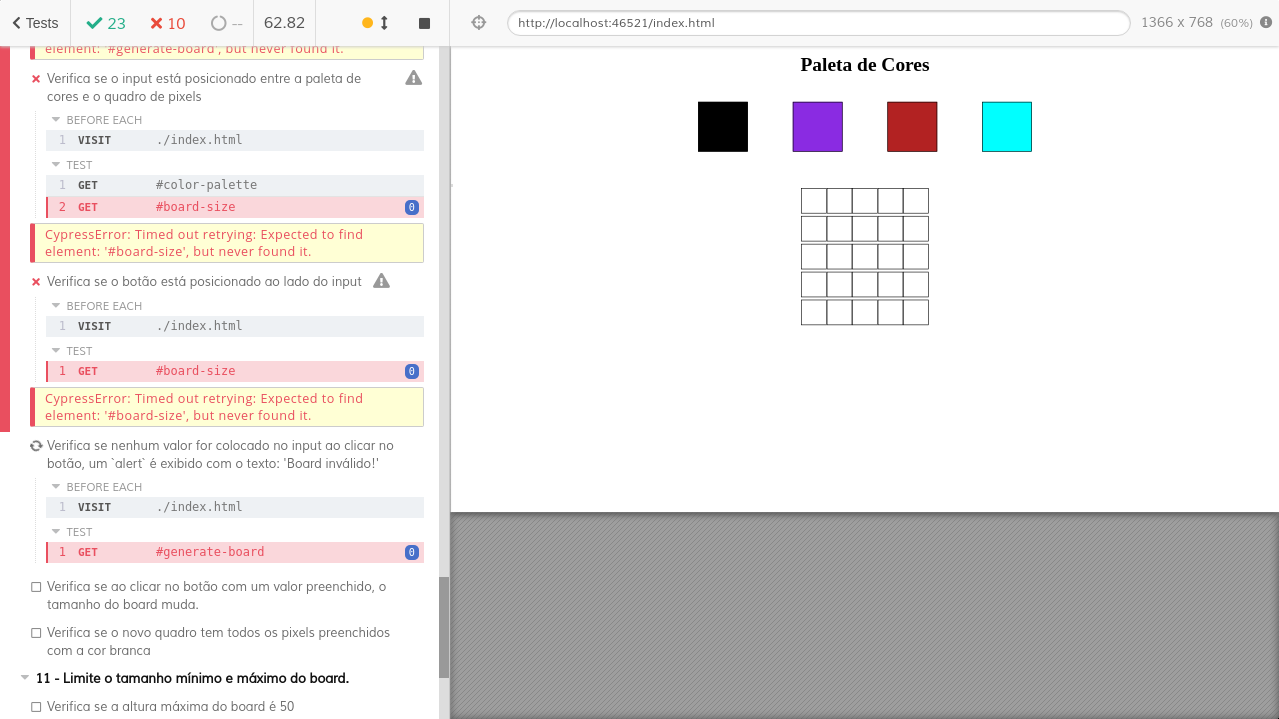 Tests 23 10 -- 62.82 http://localhost:46521/index.html 1366 x 768 (60%)
element: '#generate-board', but never found it.
Verifica se o input está posicionado entre a paleta de
cores e o quadro de pixels
BEFORE EACH
1 VISIT ./index.html
TEST
1 GET #color-palette
2 GET #board-size 0
CypressError: Timed out retrying: Expected to find
element: '#board-size', but never found it.
Verifica se o botão está posicionado ao lado do input
BEFORE EACH
1 VISIT ./index.html
TEST
1 GET #board-size 0
CypressError: Timed out retrying: Expected to find
element: '#board-size', but never found it.
Verifica se nenhum valor for colocado no input ao clicar no
botão, um `alert` é exibido com o texto: 'Board inválido!'
BEFORE EACH
1 VISIT ./index.html
TEST
1 GET #generate-board 0
Verifica se ao clicar no botão com um valor preenchido, o
tamanho do board muda.
Verifica se o novo quadro tem todos os pixels preenchidos
com a cor branca
11 - Limite o tamanho mínimo e máximo do board.
Verifica se a altura máxima do board é 50
Paleta de Cores